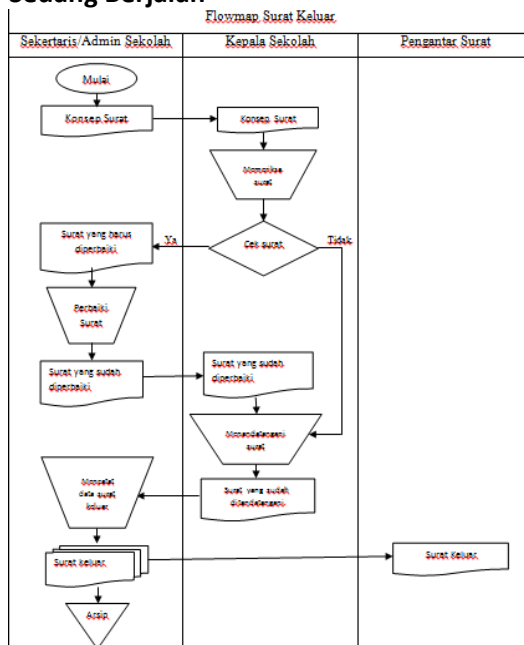 Sedang Berjalan
Flowmap Surat Keluar
Sekertaris/Admin Sekolah
Kepala Sekolah
Pengantar Surat
Mulai
Konsep Surat
Konsep Surat
Memeriksa
surat
Surat yang harus
diperbaiki
Ya
Cek surat
Tidak
Perbaiki
Surat
Surat yang sudah
diperbaiki
Surat yang sudah
diperbaiki
Menandatangani
surat
Mencatat
data surat
keluar
Surat yang sudah
ditandatangani
Surat keluar
Surat Keluar
Arsip